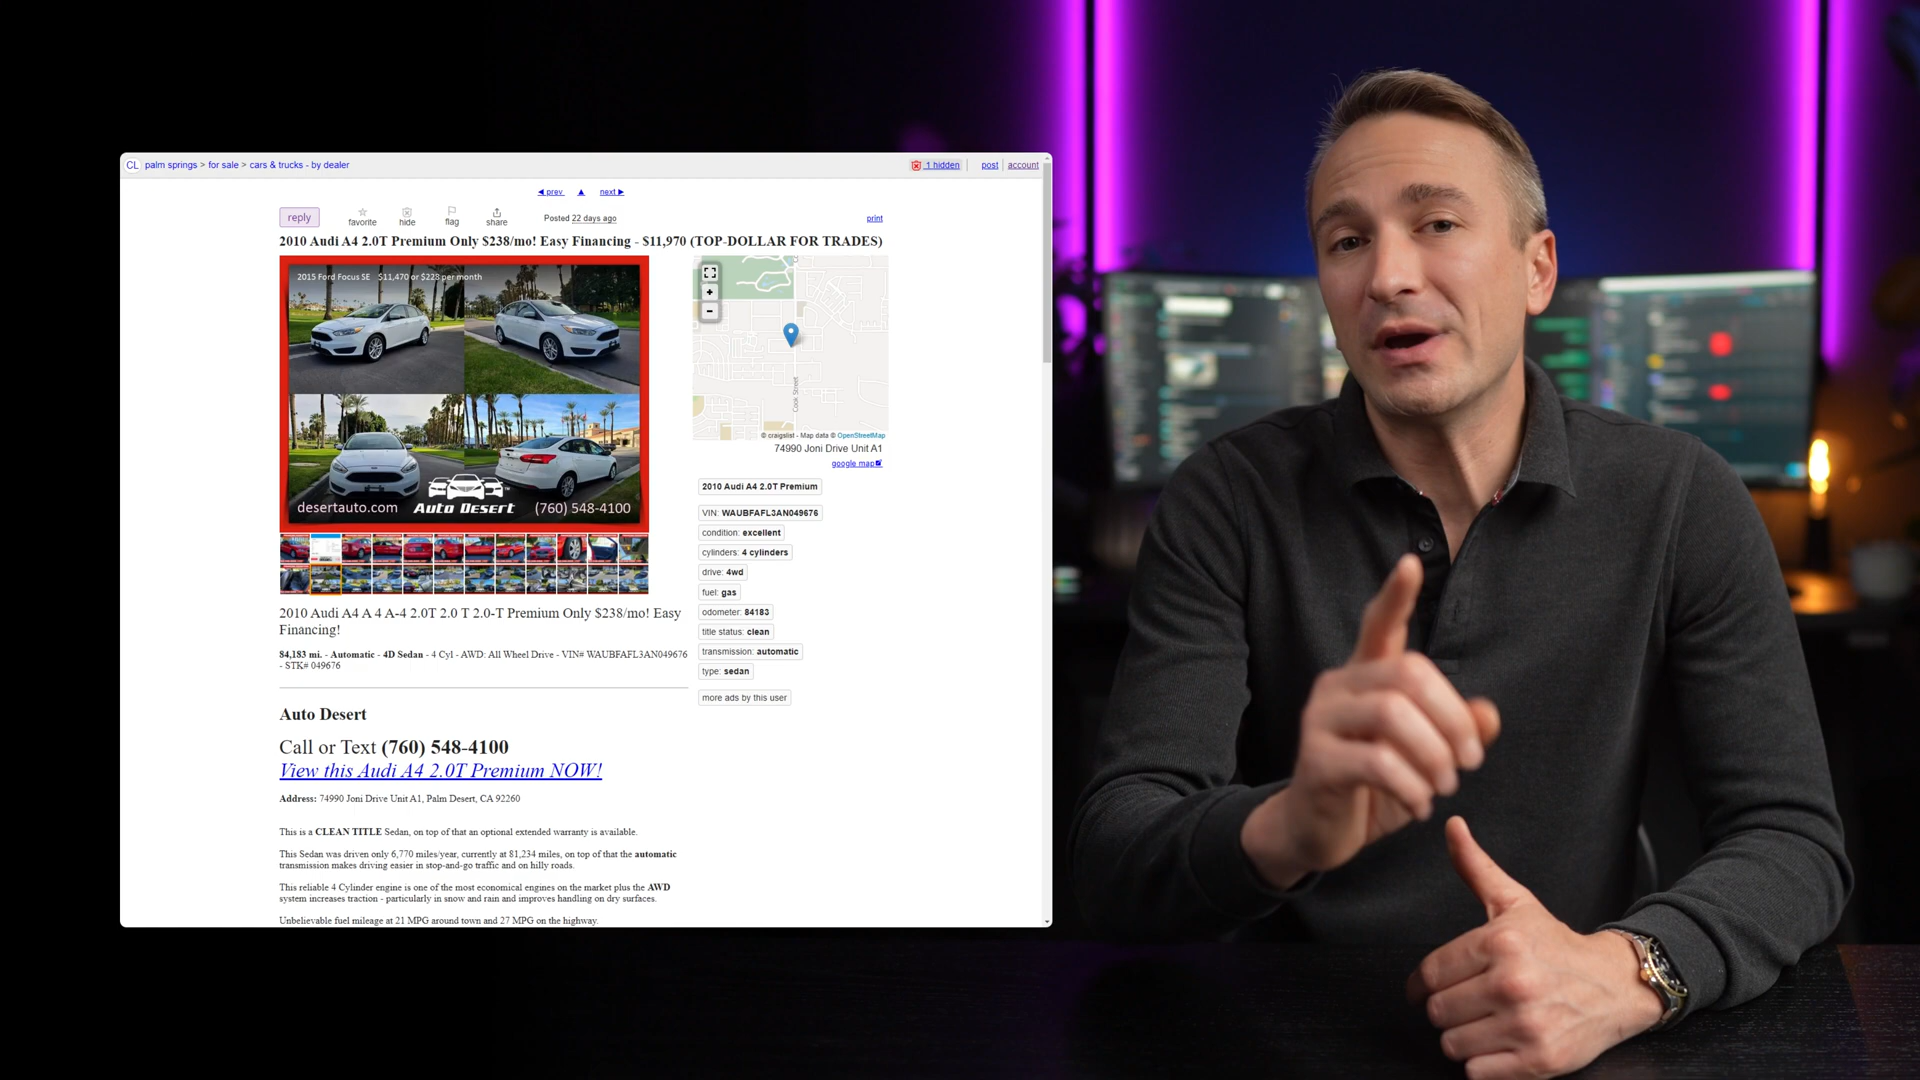 CL palm springs > for sale > cars & trucks - by dealer
1 hidden
post
account
◀ prev
▲
next ▶
reply
favorite
hide
flag
share
Posted 22 days ago
print
2010 Audi A4 2.0T Premium Only $238/mo! Easy Financing - $11,970 (TOP-DOLLAR FOR TRADES)
2015 Ford Focus SE $11,470 or $228 per month
desertauto.com
Auto Desert
(760) 548-4100
+
−
Cook Street
© craigslist - Map data © OpenStreetMap
74990 Joni Drive Unit A1
google map
2010 Audi A4 2.0T Premium
VIN: WAUBFAFL3AN049676
condition: excellent
cylinders: 4 cylinders
drive: 4wd
fuel: gas
odometer: 84183
title status: clean
transmission: automatic
type: sedan
more ads by this user
2010 Audi A4 A 4 A-4 2.0T 2.0 T 2.0-T Premium Only $238/mo! Easy
Financing!
84,183 mi. - Automatic - 4D Sedan - 4 Cyl - AWD: All Wheel Drive - VIN# WAUBFAFL3AN049676
- STK# 049676
Auto Desert
Call or Text (760) 548-4100
View this Audi A4 2.0T Premium NOW!
Address: 74990 Joni Drive Unit A1, Palm Desert, CA 92260
This is a CLEAN TITLE Sedan, on top of that an optional extended warranty is available.
This Sedan was driven only 6,770 miles/year, currently at 81,234 miles, on top of that the automatic
transmission makes driving easier in stop-and-go traffic and on hilly roads.
This reliable 4 Cylinder engine is one of the most economical engines on the market plus the AWD
system increases traction - particularly in snow and rain and improves handling on dry surfaces.
Unbelievable fuel mileage at 21 MPG around town and 27 MPG on the highway.